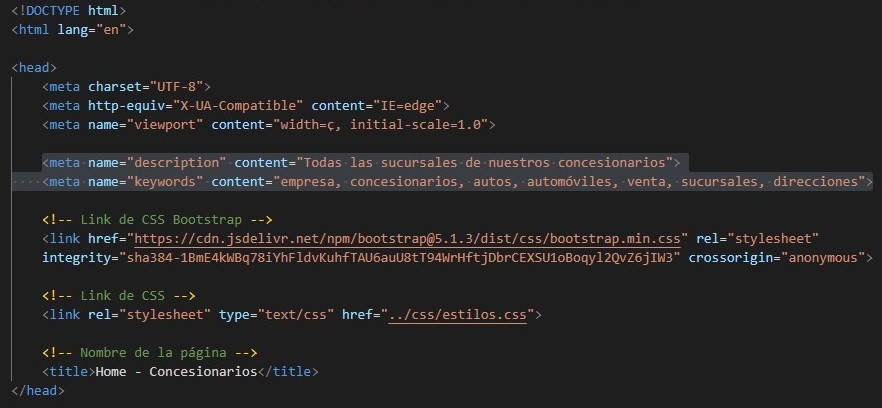 <!DOCTYPE html>
<html lang="en">
<head>
<meta charset="UTF-8">
<meta http-equiv="X-UA-Compatible" content="IE=edge">
<meta name="viewport" content="width=ç, initial-scale=1.0">
<meta name="description" content="Todas las sucursales de nuestros concesionarios">
<meta name="keywords" content="empresa, concesionarios, autos, automóviles, venta, sucursales, direcciones">
<!-- Link de CSS Bootstrap -->
<link href="https://cdn.jsdelivr.net/npm/bootstrap@5.1.3/dist/css/bootstrap.min.css" rel="stylesheet"
integrity="sha384-1BmE4kWBq78iYhFldvKuhfTAU6auU8tT94WrHftjDbrCEXSU1oBoqyl2QvZ6jIW3" crossorigin="anonymous">
<!-- Link de CSS -->
<link rel="stylesheet" type="text/css" href="../css/estilos.css">
<!-- Nombre de la página -->
<title>Home - Concesionarios</title>
</head>